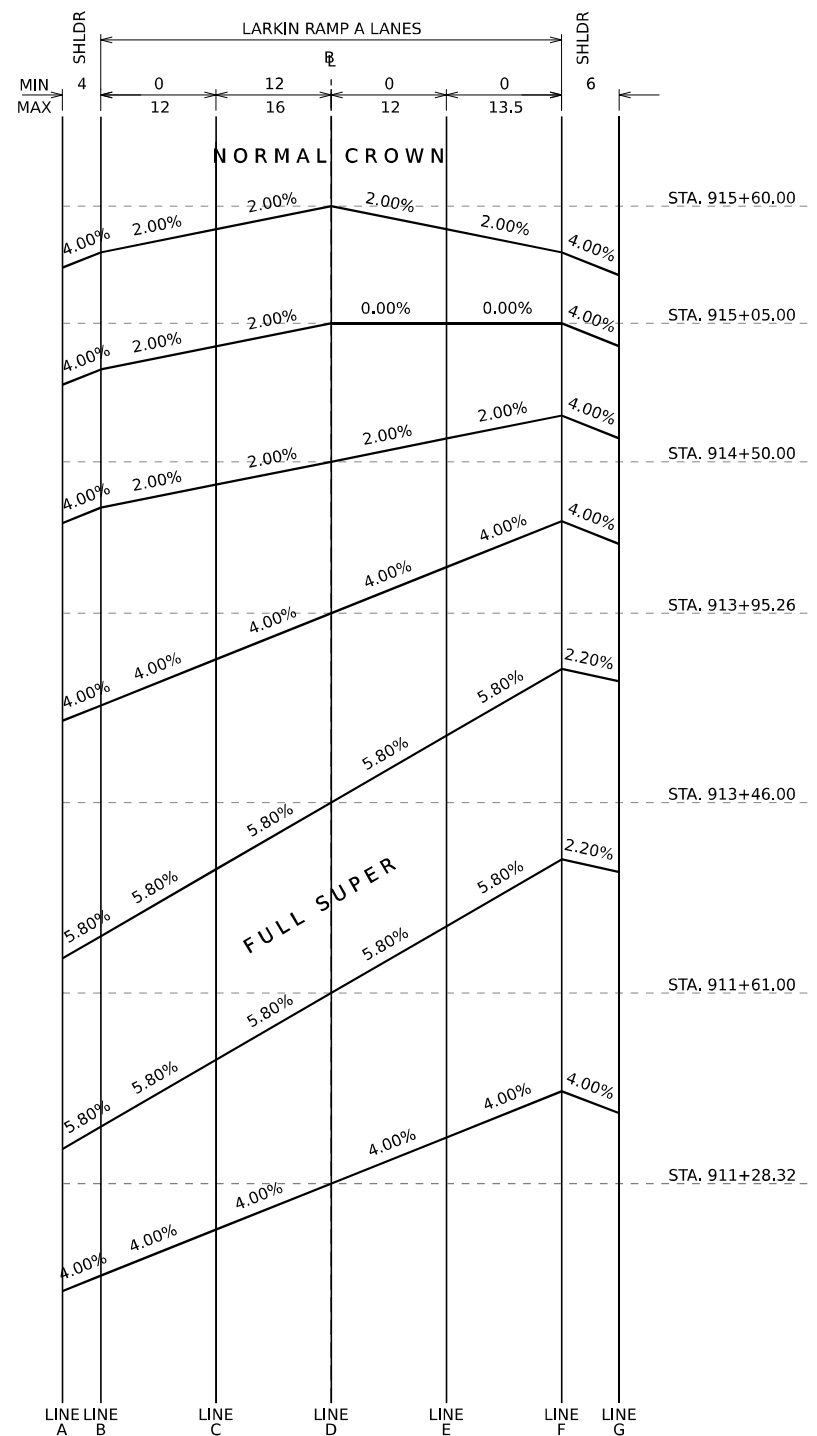 SHLDR
LARKIN RAMP A LANES
SHLDR
BL
MIN 4 0 12 0 0 6
MAX 12 16 12 13.5
NORMAL CROWN
STA. 915+60.00
4.00% 2.00% 2.00% 2.00% 2.00% 4.00%
STA. 915+05.00
4.00% 2.00% 2.00% 0.00% 0.00% 4.00%
STA. 914+50.00
4.00% 2.00% 2.00% 2.00% 2.00% 4.00%
STA. 913+95.26
4.00% 4.00% 4.00% 4.00% 4.00% 4.00%
STA. 913+46.00
5.80% 5.80% 5.80% 5.80% 5.80% 2.20%
FULL SUPER
STA. 911+61.00
5.80% 5.80% 5.80% 5.80% 5.80% 2.20%
STA. 911+28.32
4.00% 4.00% 4.00% 4.00% 4.00% 4.00%
LINE LINE LINE LINE LINE LINE LINE
A B C D E F G